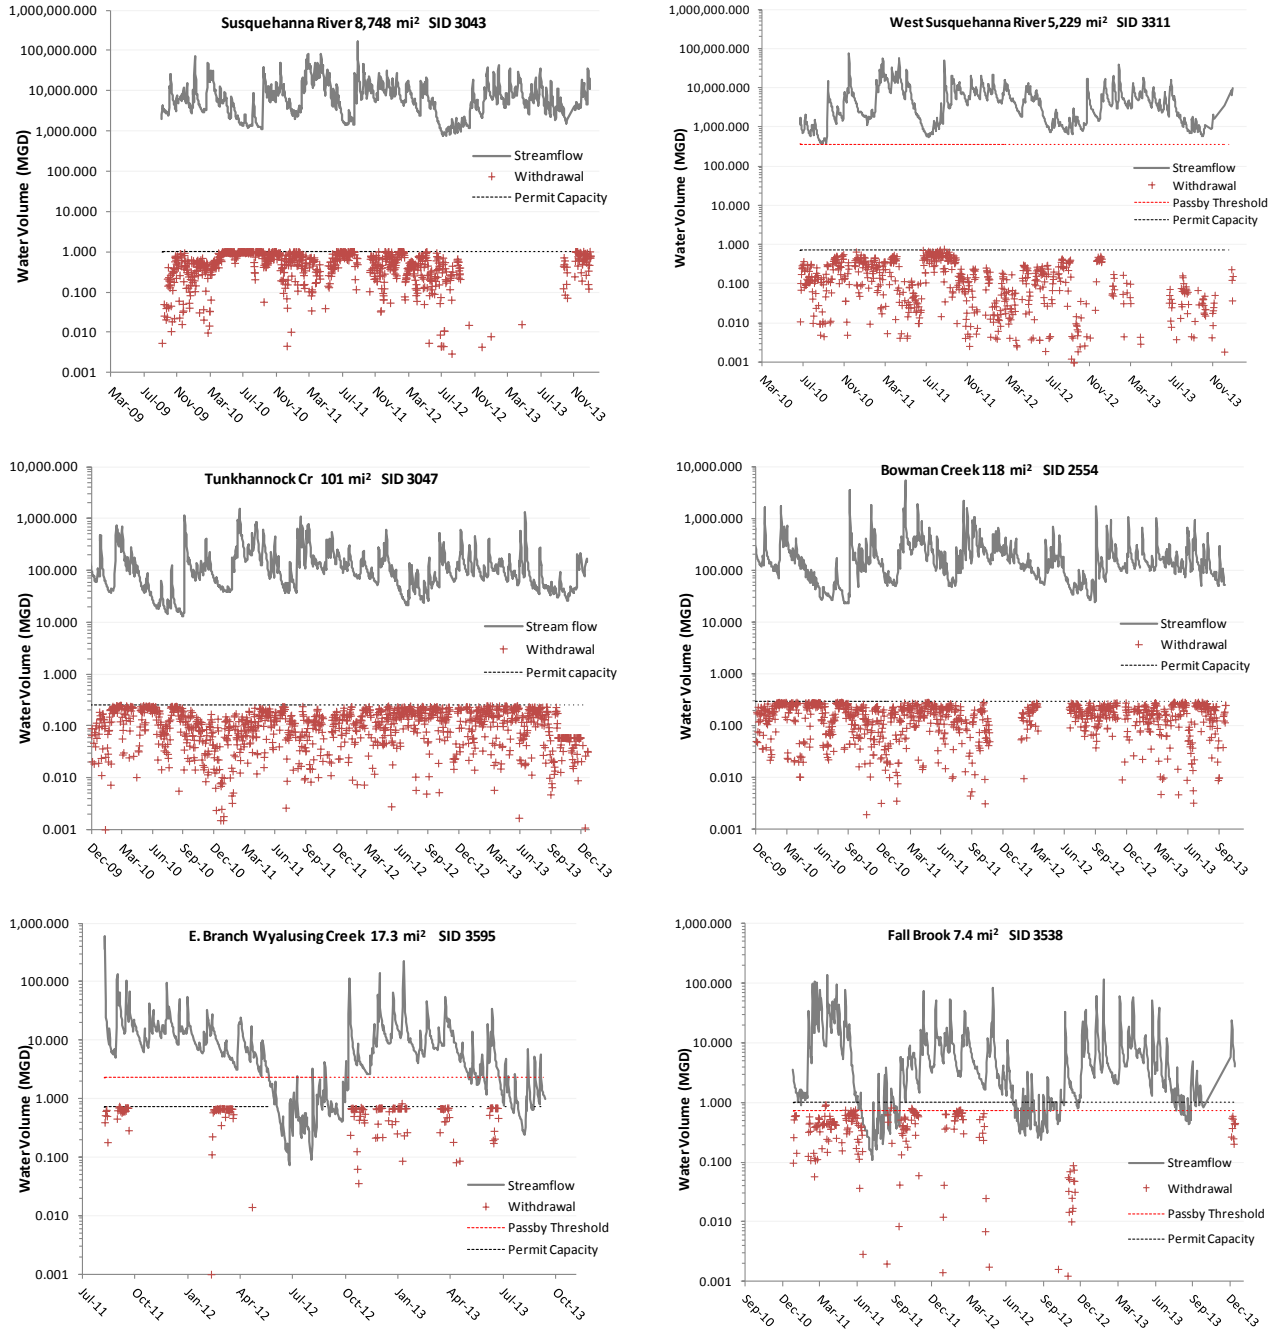 Susquehanna River 8,748 mi² SID 3043
Water Volume (MGD)
1,000,000.000
100,000.000
10,000.000
1,000.000
100.000
10.000
1.000
0.100
0.010
0.001
Streamflow
Withdrawal
Permit Capacity
Mar-09 Jul-09 Nov-09 Mar-10 Jul-10 Nov-10 Mar-11 Jul-11 Nov-11 Mar-12 Jul-12 Nov-12 Mar-13 Jul-13 Nov-13
West Susquehanna River 5,229 mi² SID 3311
Water Volume (MGD)
1,000,000.000
100,000.000
10,000.000
1,000.000
100.000
10.000
1.000
0.100
0.010
0.001
Streamflow
Withdrawal
Passby Threshold
Permit Capacity
Mar-10 Jul-10 Nov-10 Mar-11 Jul-11 Nov-11 Mar-12 Jul-12 Nov-12 Mar-13 Jul-13 Nov-13
Tunkhannock Cr 101 mi² SID 3047
Water Volume (MGD)
10,000.000
1,000.000
100.000
10.000
1.000
0.100
0.010
0.001
Stream flow
Withdrawal
Permit capacity
Dec-09 Mar-10 Jun-10 Sep-10 Dec-10 Mar-11 Jun-11 Sep-11 Dec-11 Mar-12 Jun-12 Sep-12 Dec-12 Mar-13 Jun-13 Sep-13 Dec-13
Bowman Creek 118 mi² SID 2554
Water Volume (MGD)
10,000.000
1,000.000
100.000
10.000
1.000
0.100
0.010
0.001
Streamflow
Withdrawal
Permit Capacity
Dec-09 Mar-10 Jun-10 Sep-10 Dec-10 Mar-11 Jun-11 Sep-11 Dec-11 Mar-12 Jun-12 Sep-12 Dec-12 Mar-13 Jun-13 Sep-13
E. Branch Wyalusing Creek 17.3 mi² SID 3595
Water Volume (MGD)
1,000.000
100.000
10.000
1.000
0.100
0.010
0.001
Streamflow
Withdrawal
Passby Threshold
Permit Capacity
Jul-11 Oct-11 Jan-12 Apr-12 Jul-12 Oct-12 Jan-13 Apr-13 Jul-13 Oct-13
Fall Brook 7.4 mi² SID 3538
Water Volume (MGD)
1,000.000
100.000
10.000
1.000
0.100
0.010
0.001
Streamflow
Withdrawal
Passby Threshold
Permit Capacity
Sep-10 Dec-10 Mar-11 Jun-11 Sep-11 Dec-11 Mar-12 Jun-12 Sep-12 Dec-12 Mar-13 Jun-13 Sep-13 Dec-13